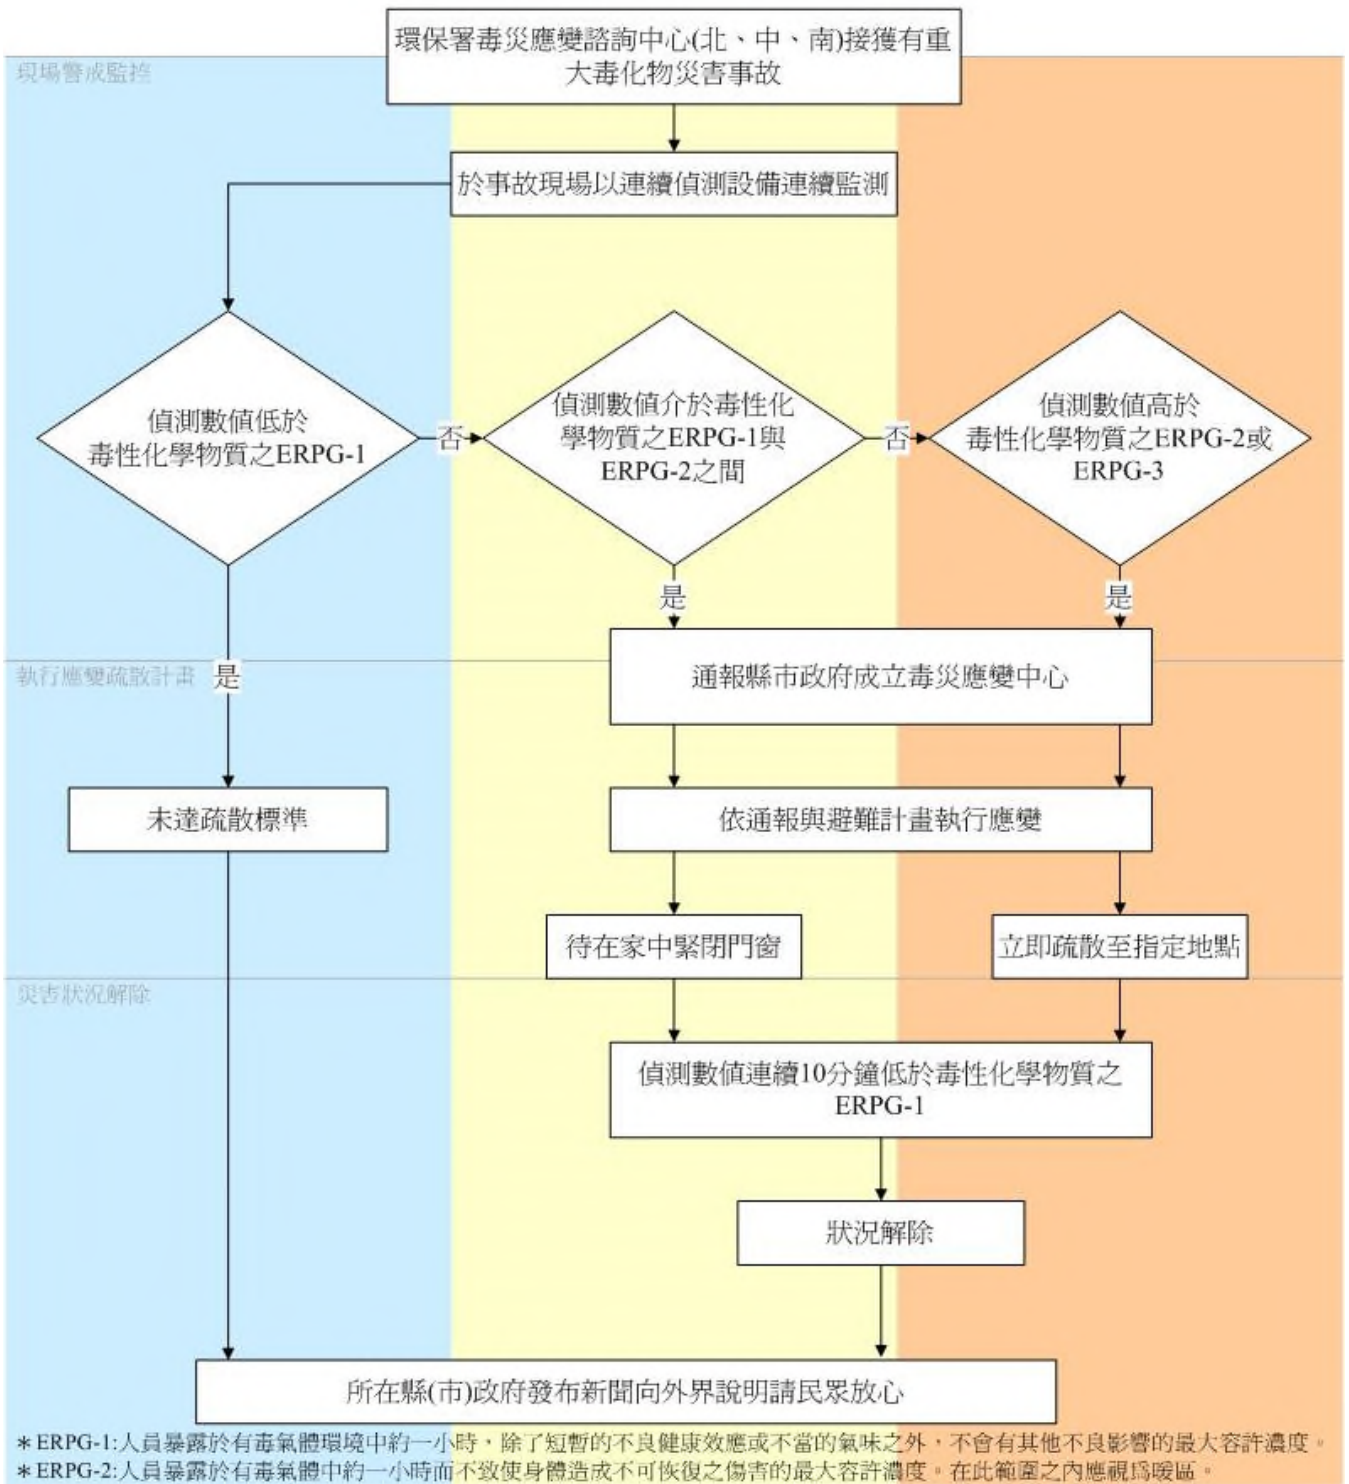 環保署毒災應變諮詢中心(北、中、南)接獲有重
大毒化物災害事故
現場警戒監控
於事故現場以連續偵測設備連續監測
偵測數值低於
毒性化學物質之ERPG-1
否
偵測數值介於毒性化
學物質之ERPG-1與
ERPG-2之間
否
偵測數值高於
毒性化學物質之ERPG-2或
ERPG-3
是
是
執行應變疏散計畫
是
通報縣市政府成立毒災應變中心
未達疏散標準
依通報與避難計畫執行應變
待在家中緊閉門窗
立即疏散至指定地點
災害狀況解除
偵測數值連續10分鐘低於毒性化學物質之
ERPG-1
狀況解除
所在縣(市)政府發布新聞向外界說明請民眾放心
＊ERPG-1:人員暴露於有毒氣體環境中約一小時，除了短暫的不良健康效應或不當的氣味之外，不會有其他不良影響的最大容許濃度。
＊ERPG-2:人員暴露於有毒氣體中約一小時而不致使身體造成不可恢復之傷害的最大容許濃度。在此範圍之內應視爲暖區。